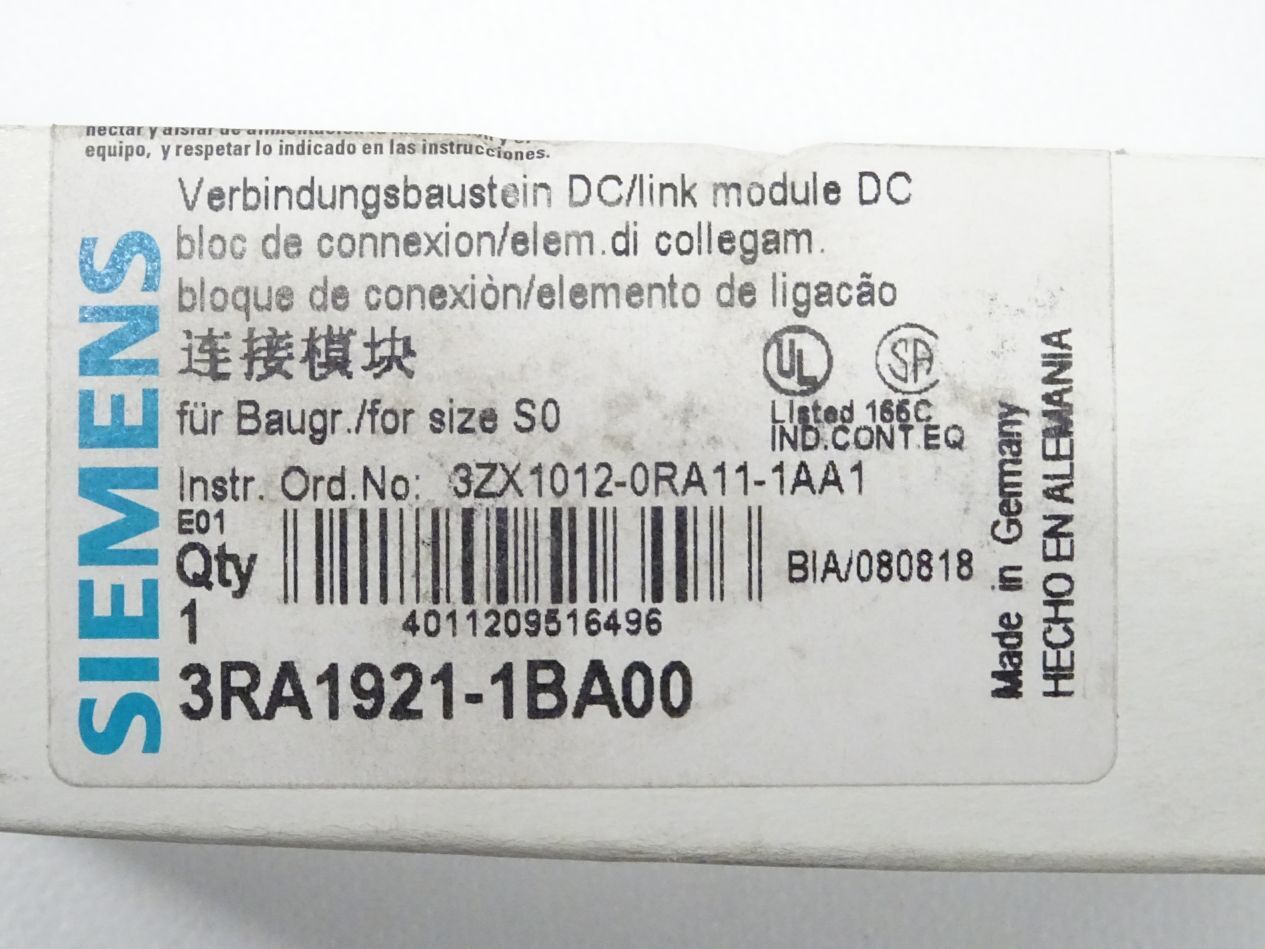 equipo, y respetar lo indicado en las instrucciones.
SIEMENS
Verbindungsbaustein DC/link module DC
bloc de connexion/elem.di collegam.
bloque de conexiòn/elemento de ligacão
连接模块
für Baugr./for size S0
UL
SA
Listed 166C
IND.CONT.EQ
Instr. Ord.No: 3ZX1012-0RA11-1AA1
E01
Qty
1
BIA/080818
4011209516496
3RA1921-1BA00
Made in Germany
HECHO EN ALEMANIA